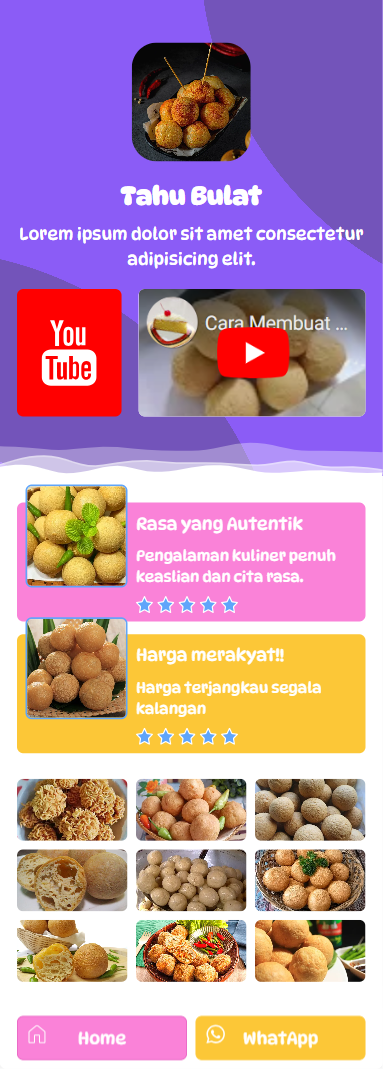 Tahu Bulat
Lorem ipsum dolor sit amet consectetur
adipisicing elit.
You
Tube
Cara Membuat ...
Rasa yang Autentik
Pengalaman kuliner penuh
keaslian dan cita rasa.
Harga merakyat!!
Harga terjangkau segala
kalangan
Home
WhatApp